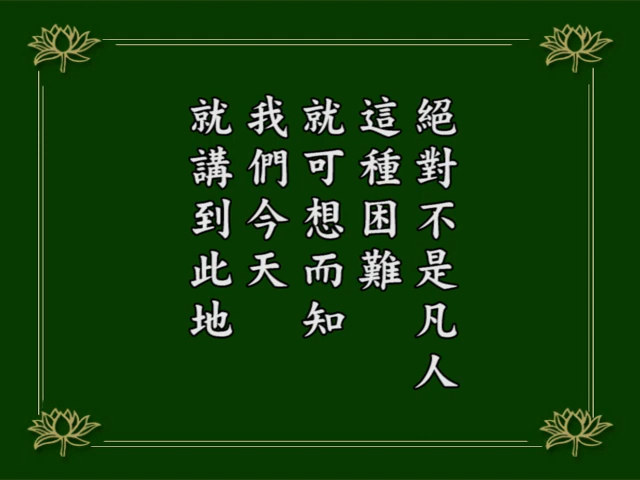 絕對不是凡人
這種困難
就可想而知
我們今天
就講到此地